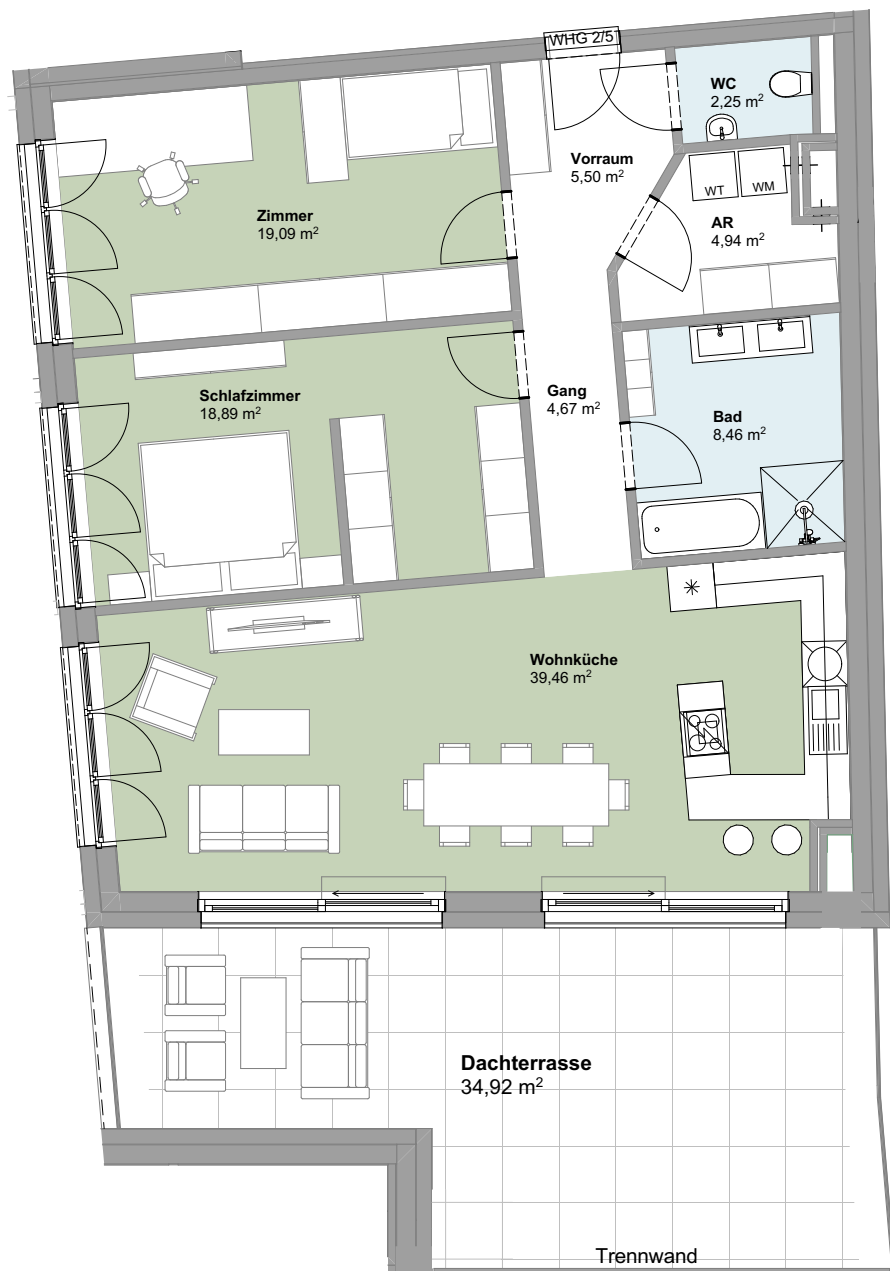 WHG 2/5
WC
2,25 m²
Vorraum
5,50 m²
WT
WM
Zimmer
19,09 m²
AR
4,94 m²
Schlafzimmer
18,89 m²
Gang
4,67 m²
Bad
8,46 m²
Wohnküche
39,46 m²
Dachterrasse
34,92 m²
Trennwand